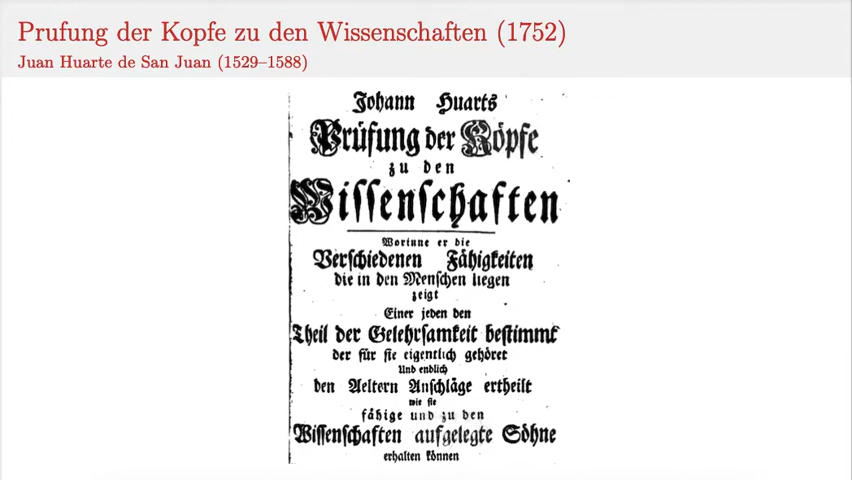 Prufung der Kopfe zu den Wissenschaften (1752)
Juan Huarte de San Juan (1529–1588)
Johann Huarts
Prüfung der Köpfe
zu den
Wissenschaften
Worinne er die
Verschiedenen Fähigkeiten
die in den Menschen liegen
zeigt
Einer jeden den
Theil der Gelehrsamkeit bestimmt
der für sie eigentlich gehöret
Und endlich
den Aeltern Anschläge ertheilt
wie sie
fähige und zu den
Wissenschaften aufgelegte Söhne
erhalten können